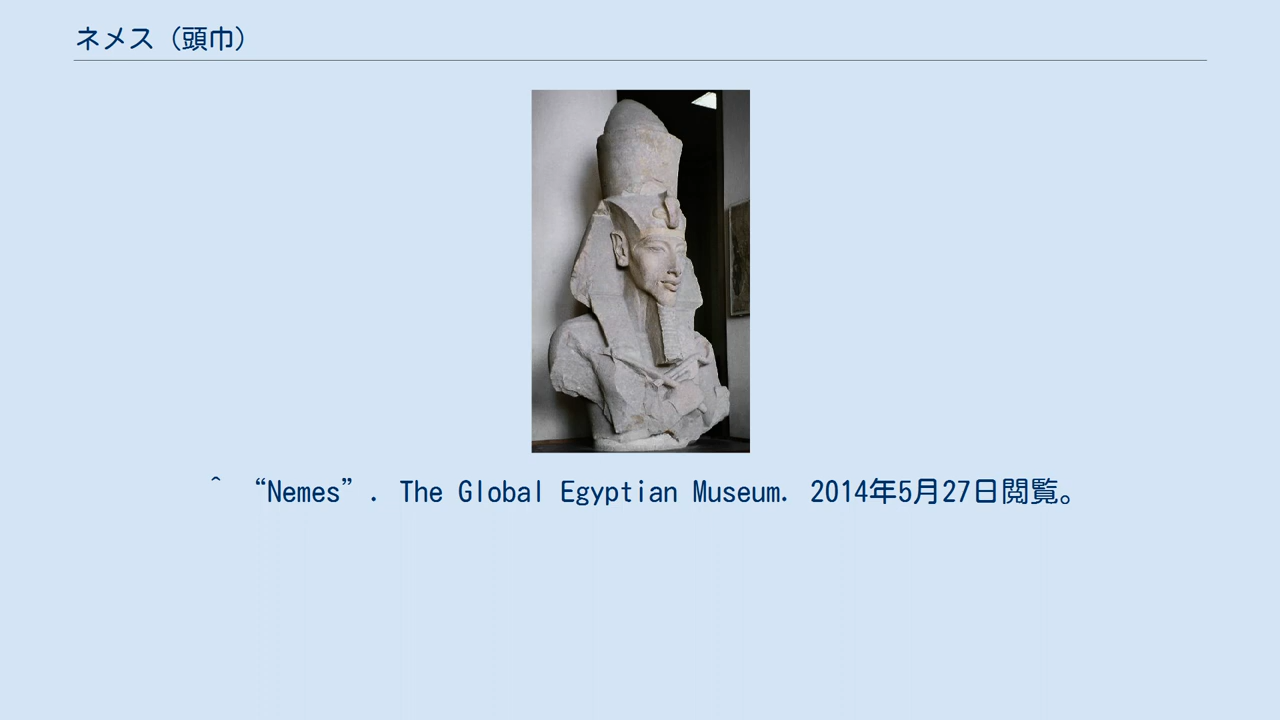 ネメス（頭巾）
^ “Nemes”. The Global Egyptian Museum. 2014年5月27日閲覧。